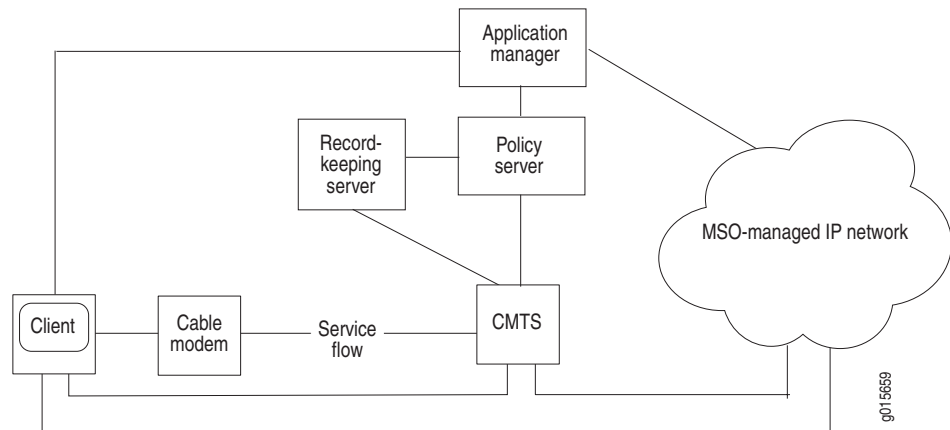 Application
manager
Record-
keeping
server
Policy
server
MSO-managed IP network
Client
Cable
modem
Service
flow
CMTS
g015659